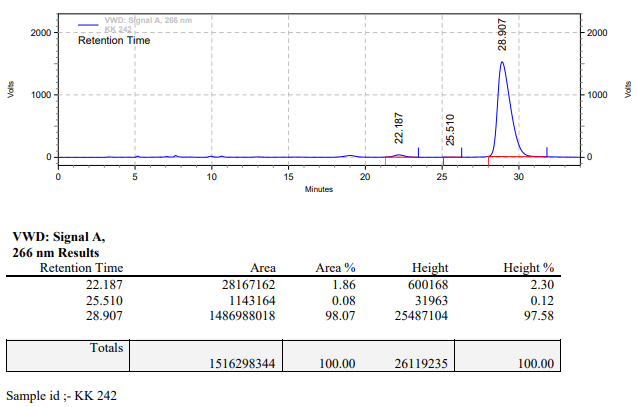 VWD: Signal A, 266 nm
KK 242
Retention Time
2000
1000
0
Volts
22.187
25.510
28.907
2000
1000
0
Volts
0 5 10 15 20 25 30
Minutes
VWD: Signal A,
266 nm Results
Retention Time Area Area % Height Height %
22.187 28167162 1.86 600168 2.30
25.510 1143164 0.08 31963 0.12
28.907 1486988018 98.07 25487104 97.58
Totals
1516298344 100.00 26119235 100.00
Sample id ;- KK 242